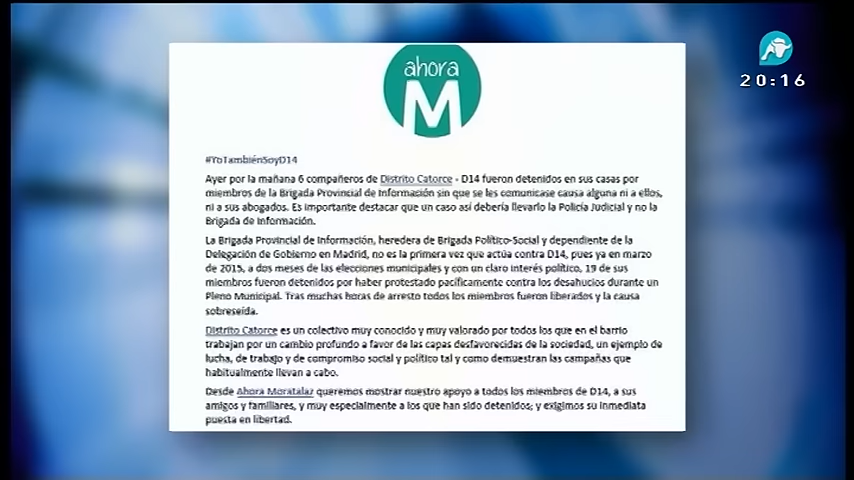 20:16
ahora
M
#YoTambiénSoyD14
Ayer por la mañana 6 compañeros de Distrito Catorce - D14 fueron detenidos en sus casas por
miembros de la Brigada Provincial de Información sin que se les comunicase causa alguna ni a ellos,
ni a sus abogados. Es importante destacar que un caso así debería llevarlo la Policía Judicial y no la
Brigada de Información.
La Brigada Provincial de Información, heredera de Brigada Político-Social y dependiente de la
Delegación de Gobierno en Madrid, no es la primera vez que actúa contra D14, pues ya en marzo
de 2015, a dos meses de las elecciones municipales y con un claro interés político, 19 de sus
miembros fueron detenidos por haber protestado pacíficamente contra los desahucios durante un
Pleno Municipal. Tras muchas horas de arresto todos los miembros fueron liberados y la causa
sobreseída.
Distrito Catorce es un colectivo muy conocido y muy valorado por todos los que en el barrio
trabajan por un cambio profundo a favor de las capas desfavorecidas de la sociedad, un ejemplo de
lucha, de trabajo y de compromiso social y político tal y como demuestran las campañas que
habitualmente llevan a cabo.
Desde Ahora Moratalaz queremos mostrar nuestro apoyo a todos los miembros de D14, a sus
amigos y familiares, y muy especialmente a los que han sido detenidos; y exigimos su inmediata
puesta en libertad.